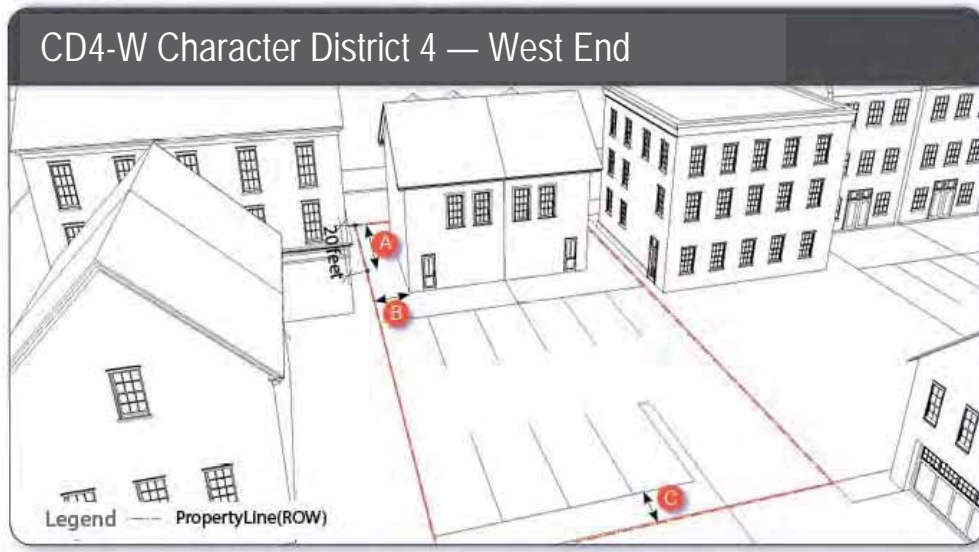 CD4-W Character District 4 — West End
20 feet
A
B
C
Legend
PropertyLine(ROW)